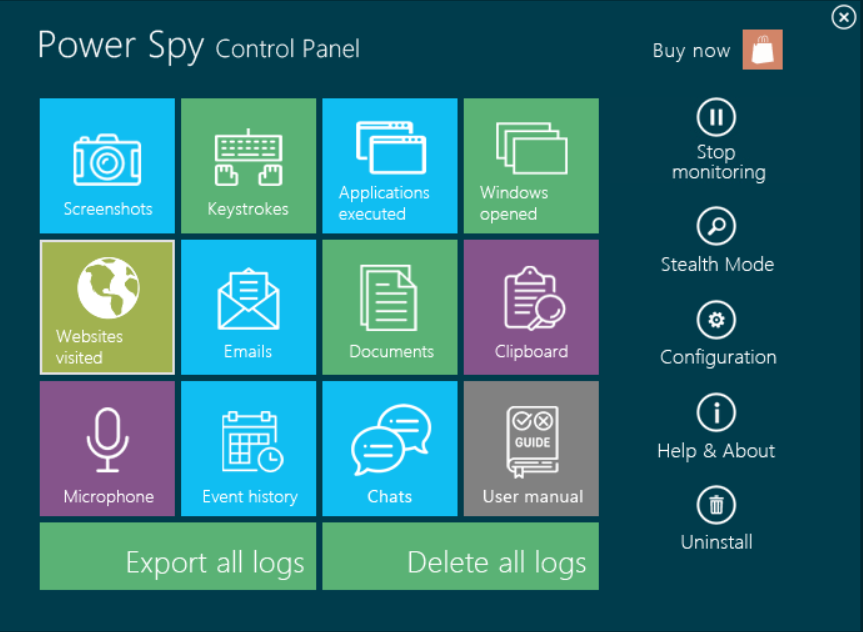 Power Spy Control Panel
Buy now
Screenshots
Keystrokes
Applications
executed
Windows
opened
Stop
monitoring
Stealth Mode
Websites
visited
Emails
Documents
Clipboard
Configuration
Microphone
Event history
Chats
GUIDE
User manual
Help & About
Uninstall
Export all logs
Delete all logs